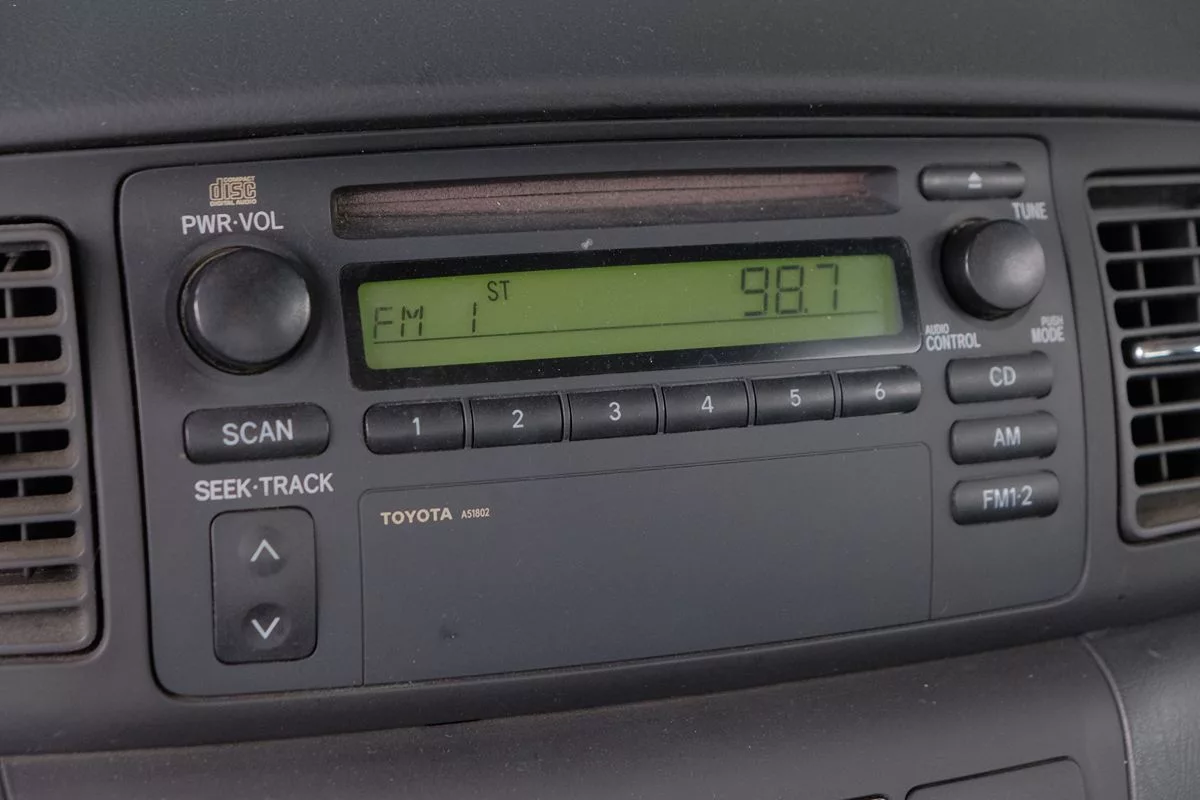 COMPACT
disc
DIGITAL AUDIO
PWR·VOL
TUNE
ST
98.7
FM 1
AUDIO
CONTROL
PUSH
MODE
1 2 3 4 5 6
CD
SCAN
AM
SEEK·TRACK
FM1·2
TOYOTA A51802